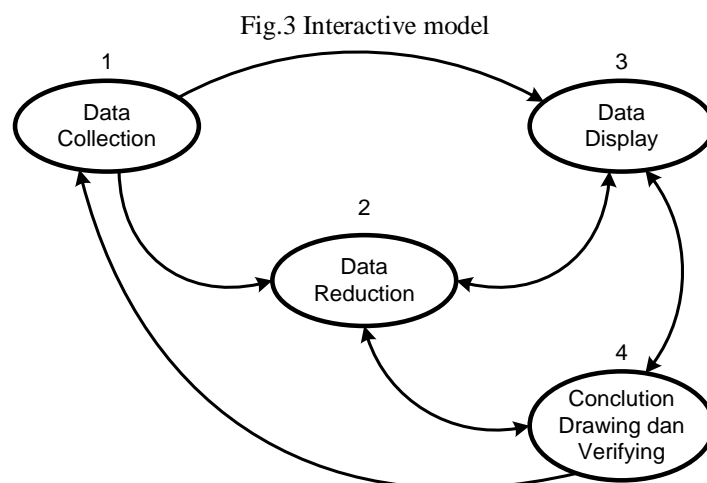 Fig.3 Interactive model
1
Data
Collection
3
Data
Display
2
Data
Reduction
4
Conclution
Drawing dan
Verifying